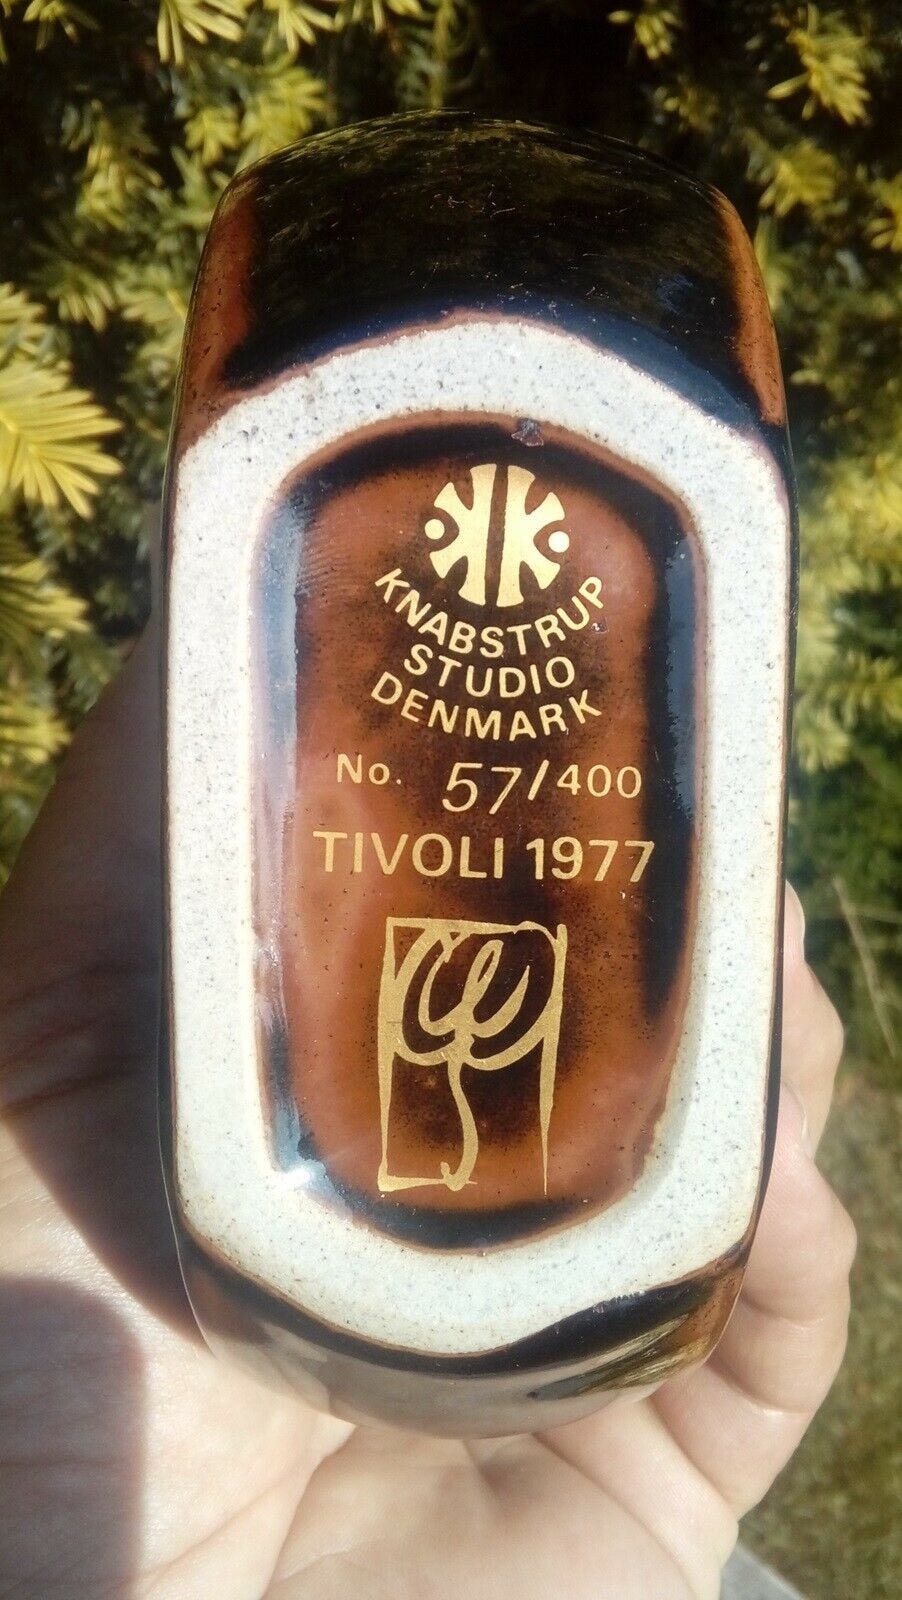 KNABSTRUP
STUDIO
DENMARK
No. 57/400
TIVOLI 1977